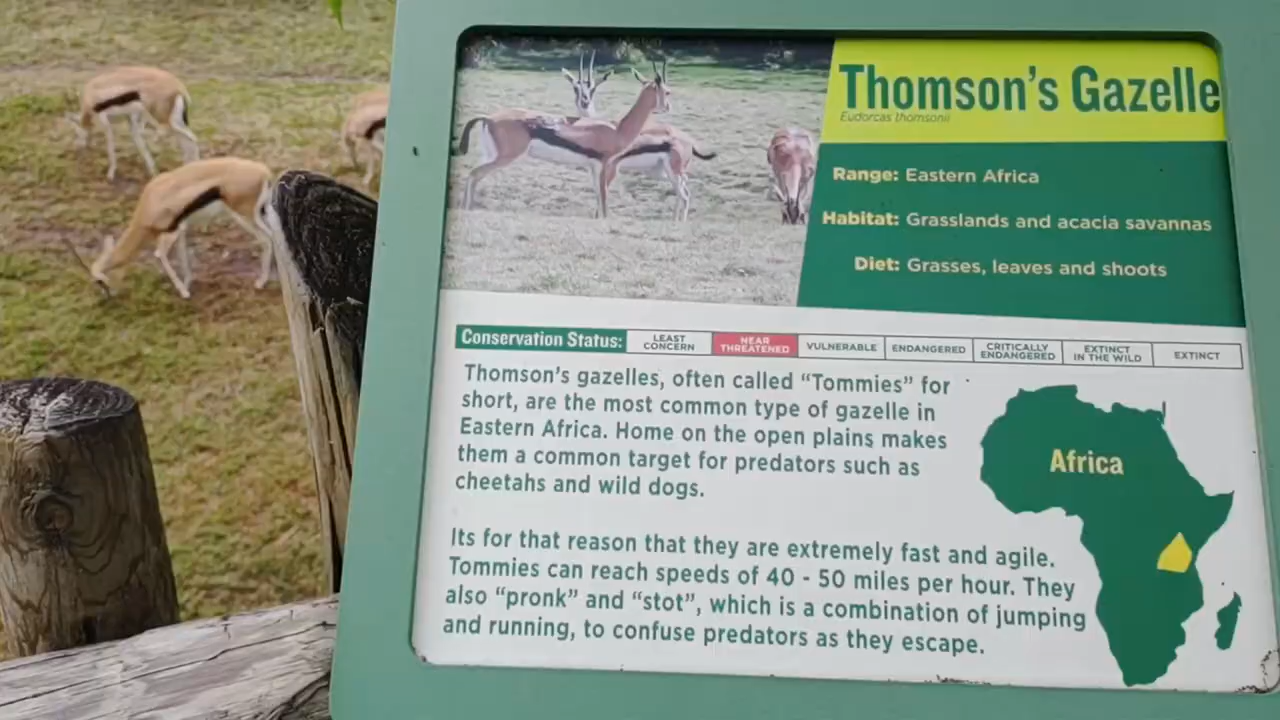 Thomson's Gazelle
Eudorcas thomsonii
Range: Eastern Africa
Habitat: Grasslands and acacia savannas
Diet: Grasses, leaves and shoots
Conservation Status: LEAST CONCERN NEAR THREATENED VULNERABLE ENDANGERED CRITICALLY ENDANGERED EXTINCT IN THE WILD EXTINCT
Thomson's gazelles, often called "Tommies" for
short, are the most common type of gazelle in
Eastern Africa. Home on the open plains makes
them a common target for predators such as
cheetahs and wild dogs.
Its for that reason that they are extremely fast and agile.
Tommies can reach speeds of 40 - 50 miles per hour. They
also "pronk" and "stot", which is a combination of jumping
and running, to confuse predators as they escape.
Africa